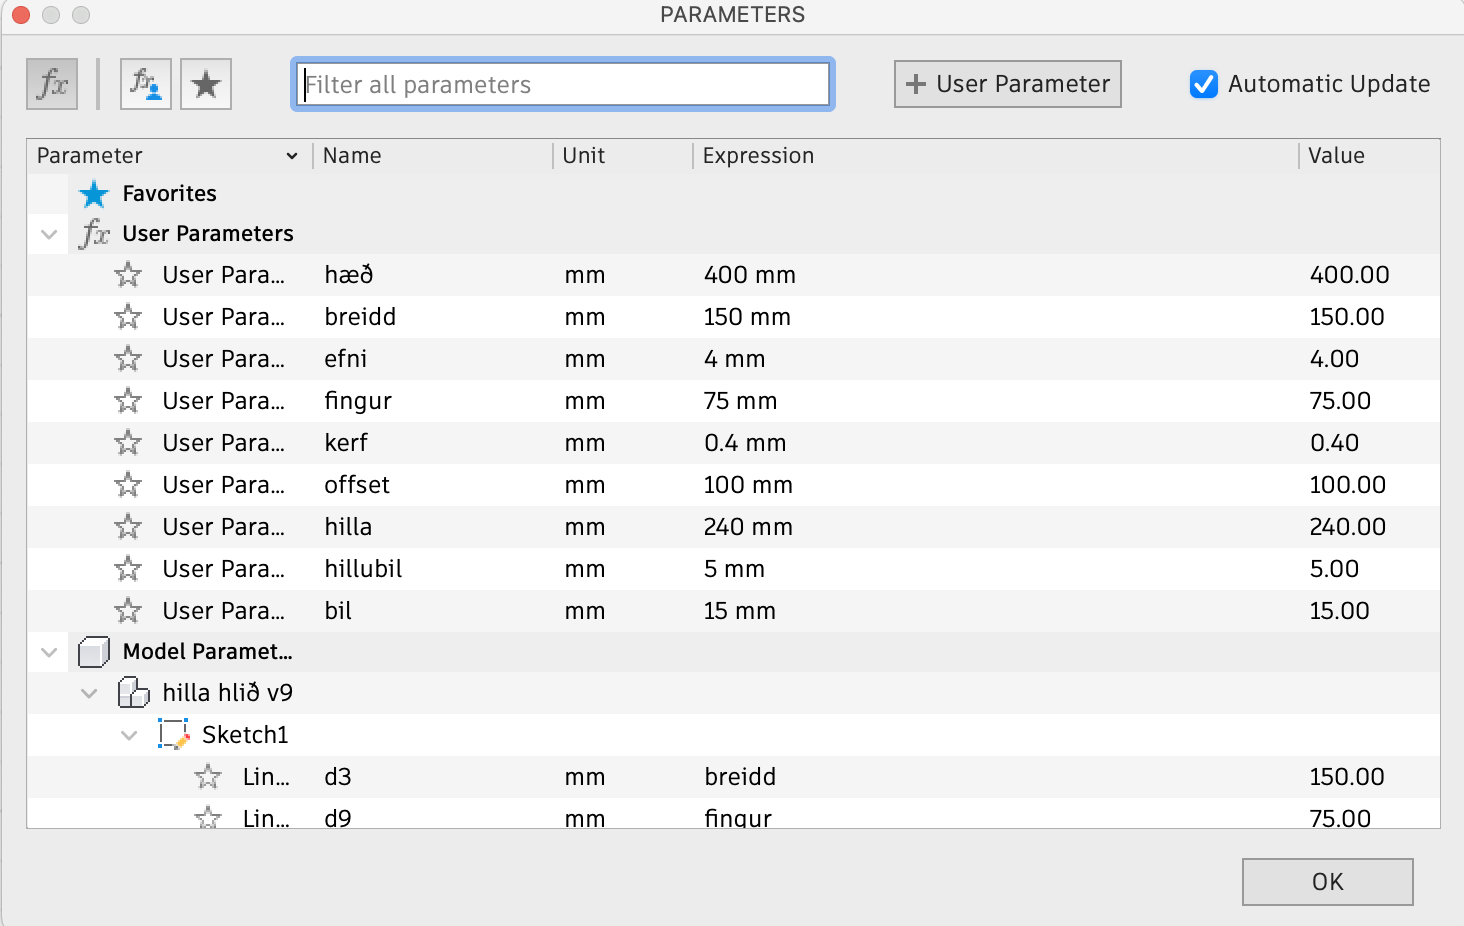 PARAMETERS
fx fx Filter all parameters + User Parameter Automatic Update
Parameter Name Unit Expression Value
Favorites
fx User Parameters
User Para... hæð mm 400 mm 400.00
User Para... breidd mm 150 mm 150.00
User Para... efni mm 4 mm 4.00
User Para... fingur mm 75 mm 75.00
User Para... kerf mm 0.4 mm 0.40
User Para... offset mm 100 mm 100.00
User Para... hilla mm 240 mm 240.00
User Para... hillubil mm 5 mm 5.00
User Para... bil mm 15 mm 15.00
Model Paramet...
hilla hlið v9
Sketch1
Lin... d3 mm breidd 150.00
Lin... d9 mm fingur 75.00
OK